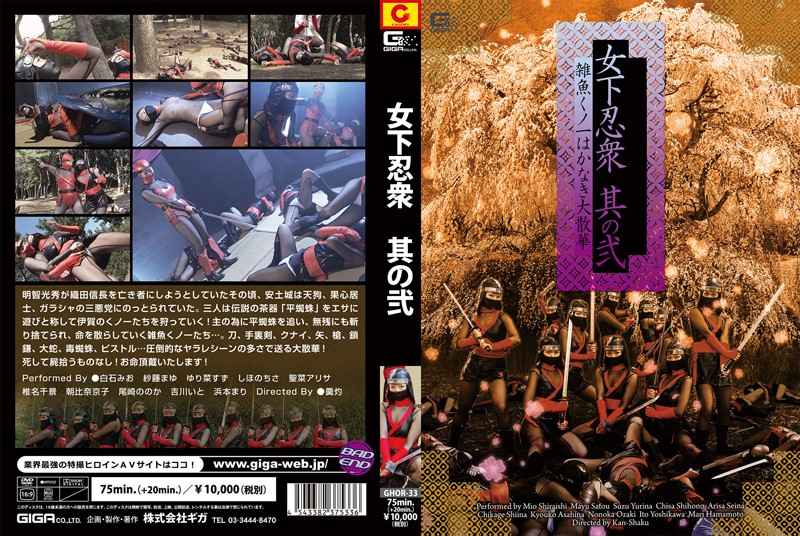 明智光秀が織田信長を亡き者にしようとしていたその頃、安土城は天狗、果心居
士、ガラシャの三悪党にのっとられていた。三人は伝説の茶器「平蜘蛛」をエサに
遊びと称して伊賀のくノ一たちを狩っていく！主の為に平蜘蛛を追い、無残にも斬
り捨てられ、命を散らしていく雑魚くノ一たち…。刀、手裏剣、クナイ、矢、槍、鎖
鎌、大蛇、毒蜘蛛、ピストル…圧倒的なヤラレシーンの多さで送る大散華！
死して屍拾うものなし！お命頂戴いたします！
Performed By ●白石みお 紗藤まゆ ゆり菜すず しほのちさ 聖菜アリサ
椎名千景 朝比奈京子 尾崎ののか 吉川いと 浜本まり Directed By ●羹灼
業界最強の特撮ヒロインAVサイトはココ！ www.giga-web.jp/
BAD END
DVD VIDEO
16:9
75min.（+20min.）／￥10,000（税別）
GIGA CO.,LTD. 企画・製作・著作 株式会社ギガ TEL 03-3444-8470
4 543382 375336
GIGA CO.,LTD.
女下忍衆 其の弐
GHOR-33
75min.
(+20min.)
￥10,000
(税別)
女下忍衆 其の弐
雑魚くノ一はかなき大散華
Performed by Mio Shiraishi Mayu Satou Suzu Yurina Chisa Shihono Arisa Seina
Chikage Shiina Kyouko Asahina Nonoka Ozaki Ito Yoshikawa Mari Hamamoto
Directed by Kan-Shaku